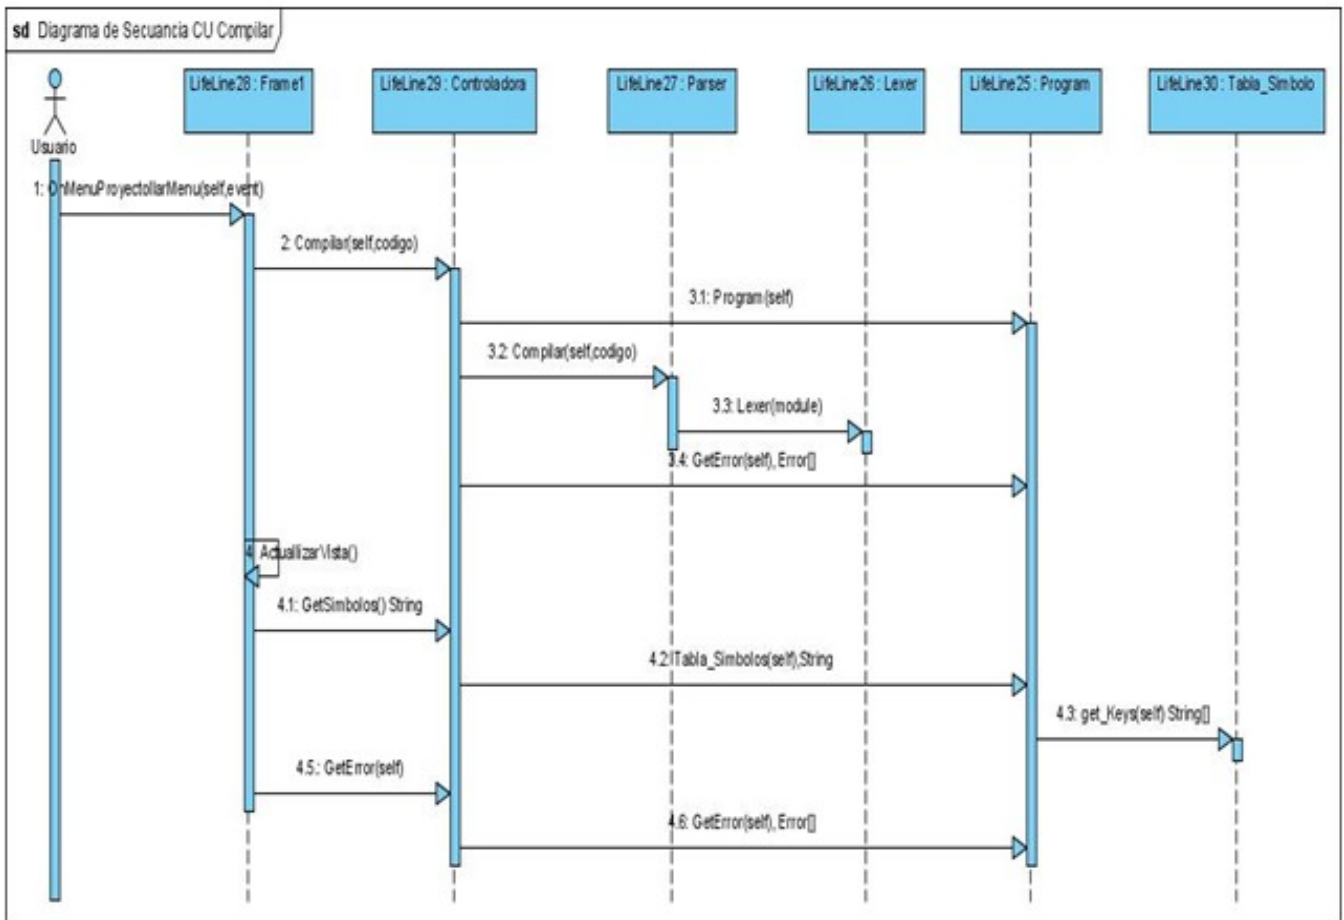 sd Diagrama de Secuancia CU Compilar
LifeLine28 : Frame1
LifeLine29 : Controladora
LifeLine27 : Parser
LifeLine26 : Lexer
LifeLine25 : Program
LifeLine30 : Tabla_Simbolo
Usuario
1: OnMenuProyectoIlarMenu(self,event)
2: Compilar(self,codigo)
3.1: Program(self)
3.2: Compilar(self,codigo)
3.3: Lexer(module)
3.4: GetError(self), Error[]
4: ActuallizarVista()
4.1: GetSimbolos() String
4.2: Tabla_Simbolos(self),String
4.3: get_Keys(self) String[]
4.5.: GetError(self)
4.6: GetError(self), Error[]